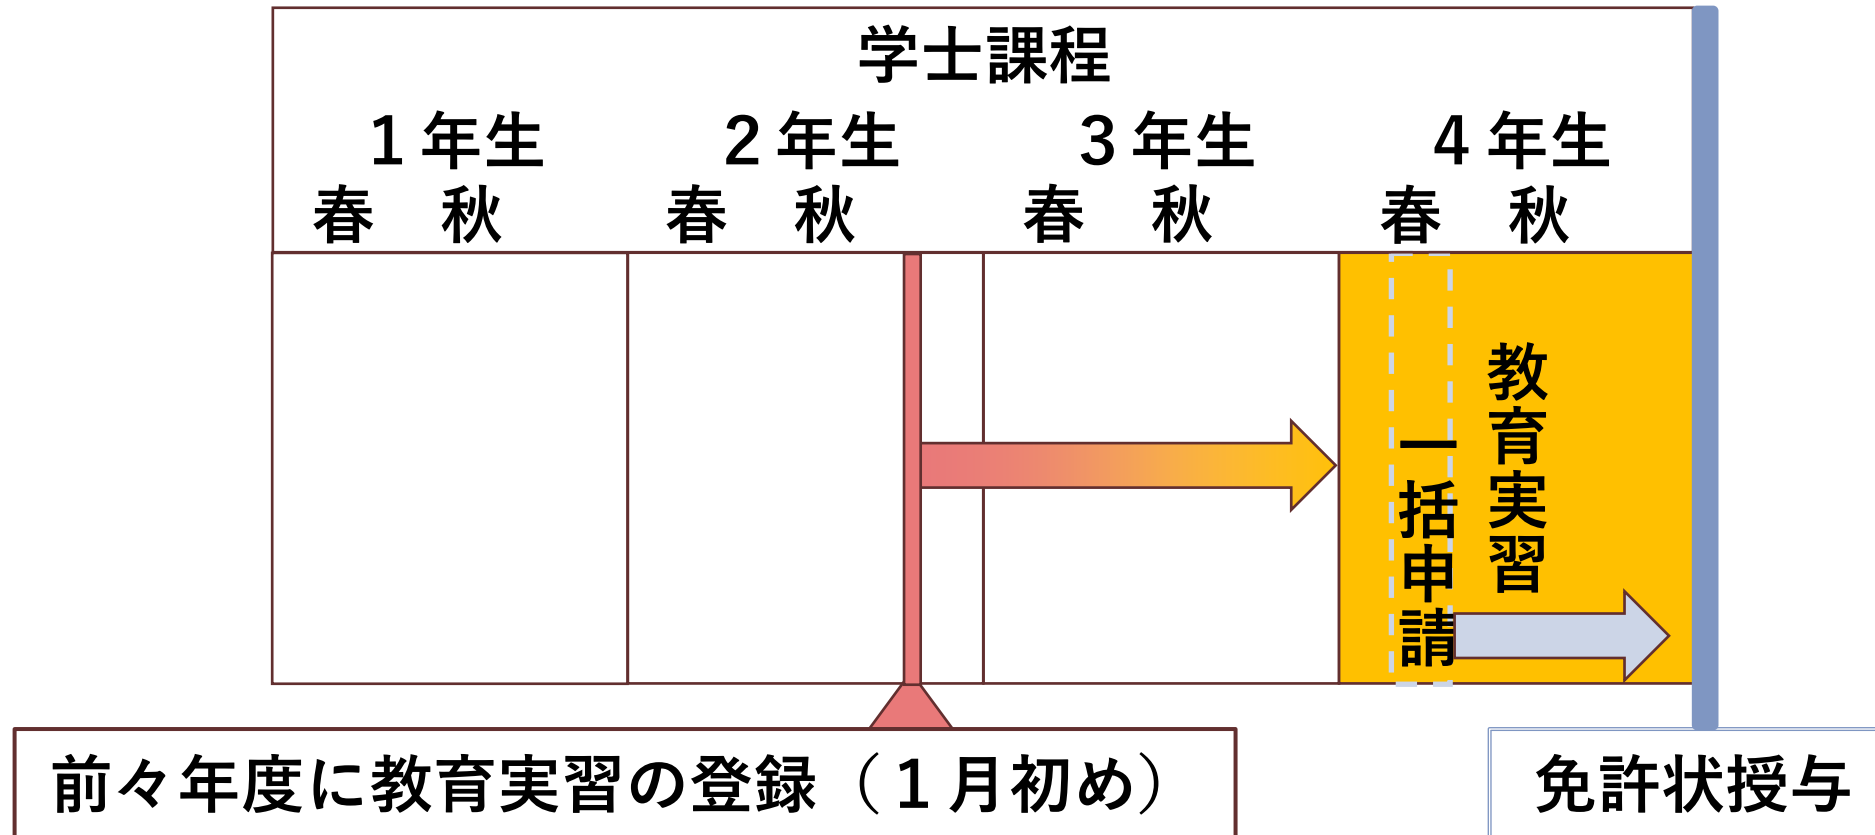 学士課程
1年生 2年生 3年生 4年生
春 秋 春 秋 春 秋 春 秋
一括申請
教育実習
前々年度に教育実習の登録（1月初め）
免許状授与